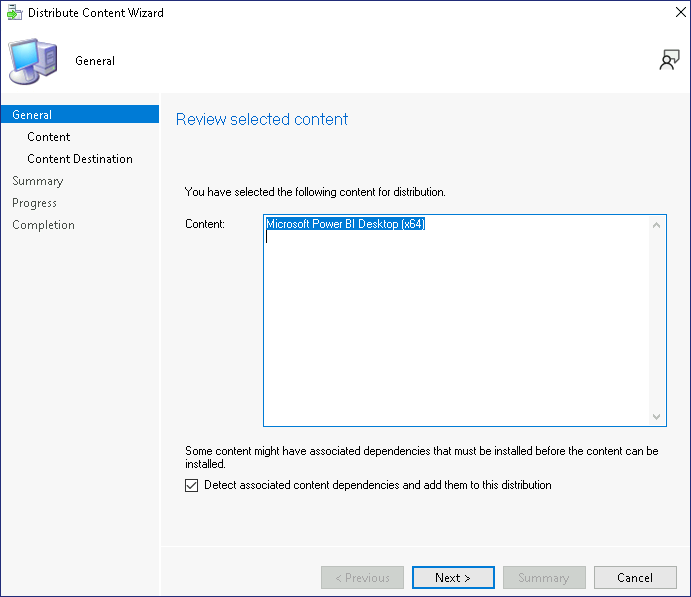 Distribute Content Wizard
General
General
Content
Content Destination
Summary
Progress
Completion
Review selected content
You have selected the following content for distribution.
Content:
Microsoft Power BI Desktop (x64)
Some content might have associated dependencies that must be installed before the content can be
installed.
Detect associated content dependencies and add them to this distribution
< Previous
Next >
Summary
Cancel